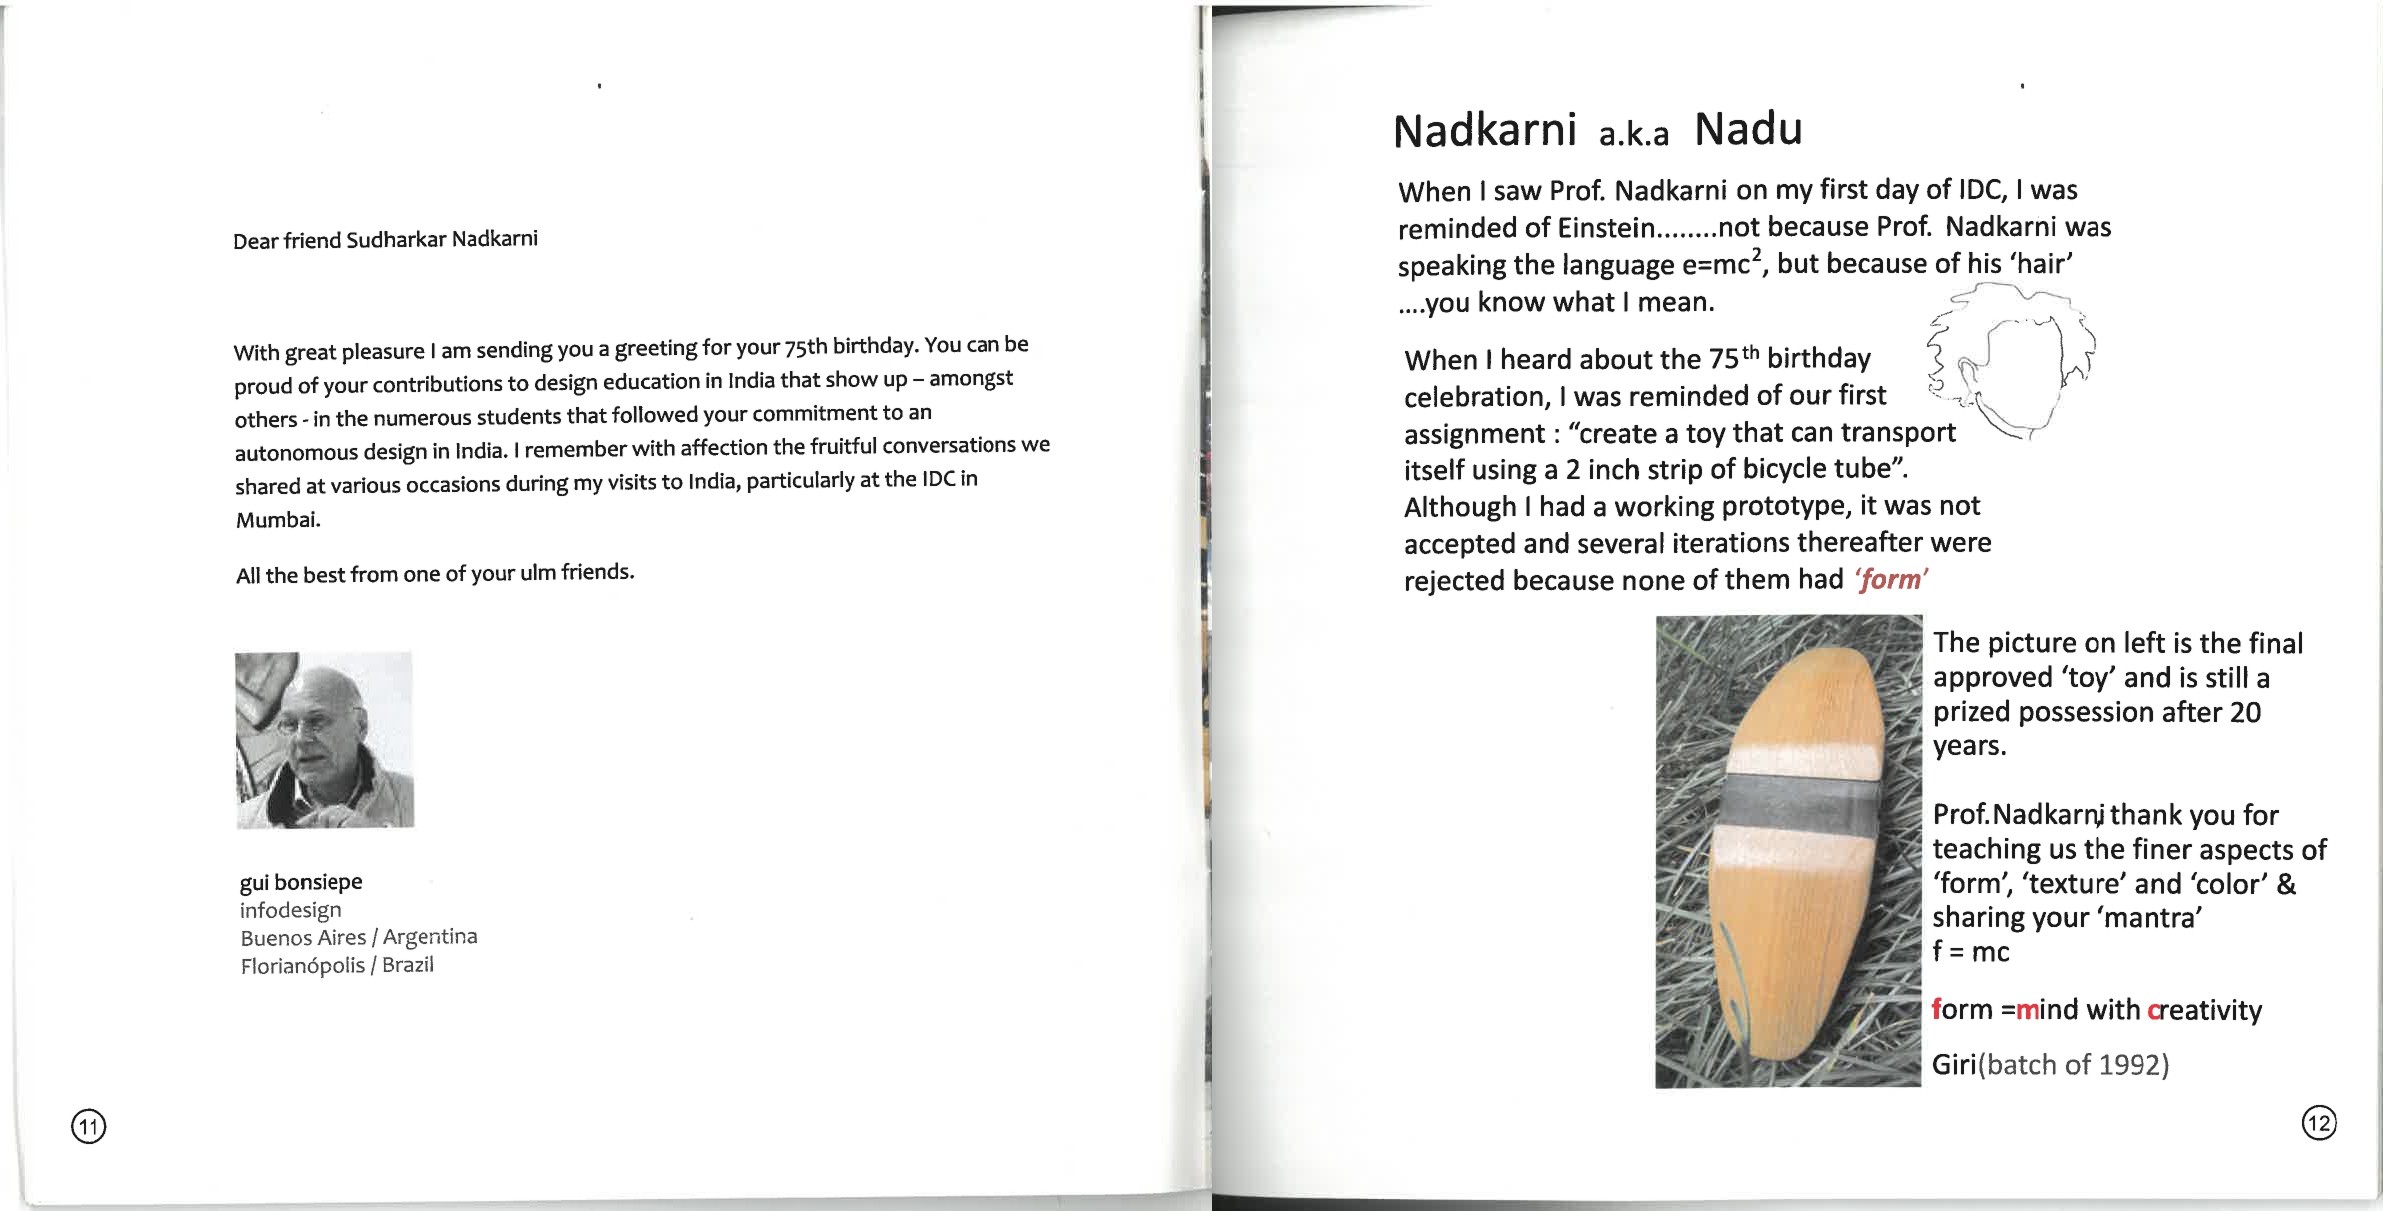 Dear friend Sudharkar Nadkarni
With great pleasure I am sending you a greeting for your 75th birthday. You can be
proud of your contributions to design education in India that show up – amongst
others - in the numerous students that followed your commitment to an
autonomous design in India. I remember with affection the fruitful conversations we
shared at various occasions during my visits to India, particularly at the IDC in
Mumbai.
All the best from one of your ulm friends.
gui bonsiepe
infodesign
Buenos Aires / Argentina
Florianópolis / Brazil
11
Nadkarni a.k.a Nadu
When I saw Prof. Nadkarni on my first day of IDC, I was
reminded of Einstein........not because Prof. Nadkarni was
speaking the language e=mc², but because of his ‘hair’
....you know what I mean.
When I heard about the 75th birthday
celebration, I was reminded of our first
assignment : “create a toy that can transport
itself using a 2 inch strip of bicycle tube”.
Although I had a working prototype, it was not
accepted and several iterations thereafter were
rejected because none of them had ‘form’
The picture on left is the final
approved ‘toy’ and is still a
prized possession after 20
years.
Prof.Nadkarni, thank you for
teaching us the finer aspects of
‘form’, ‘texture’ and ‘color’ &
sharing your ‘mantra’
f = mc
form =mind with creativity
Giri(batch of 1992)
12